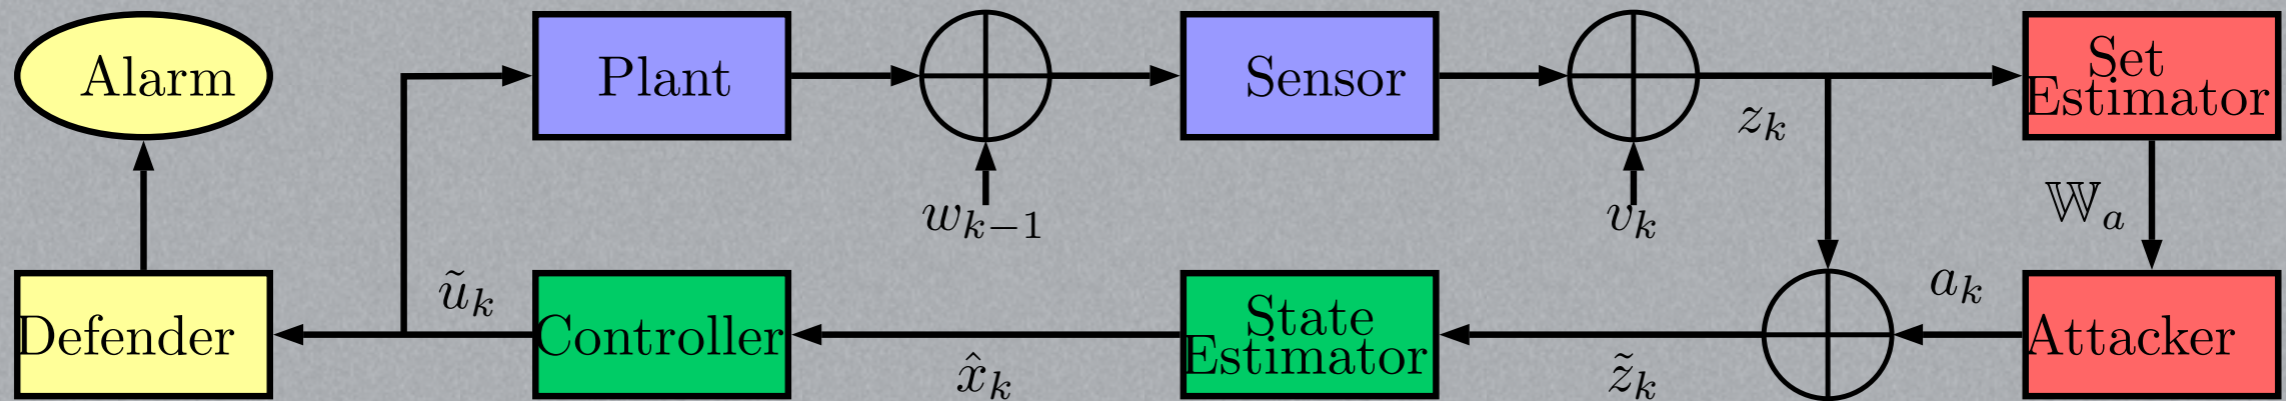 Alarm
Plant
Sensor
Set
Estimator
z_k
w_{k-1}
v_k
𝕎_a
Defender
ũ_k
Controller
x̂_k
State
Estimator
z̃_k
a_k
Attacker